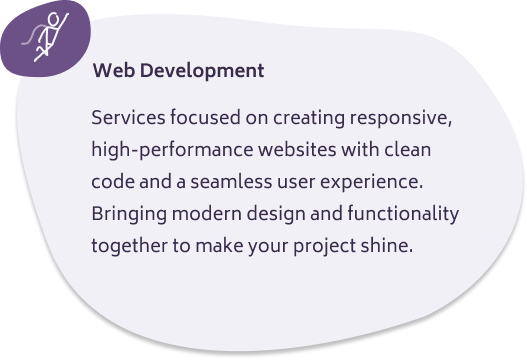 Web Development
Services focused on creating responsive,
high-performance websites with clean
code and a seamless user experience.
Bringing modern design and functionality
together to make your project shine.